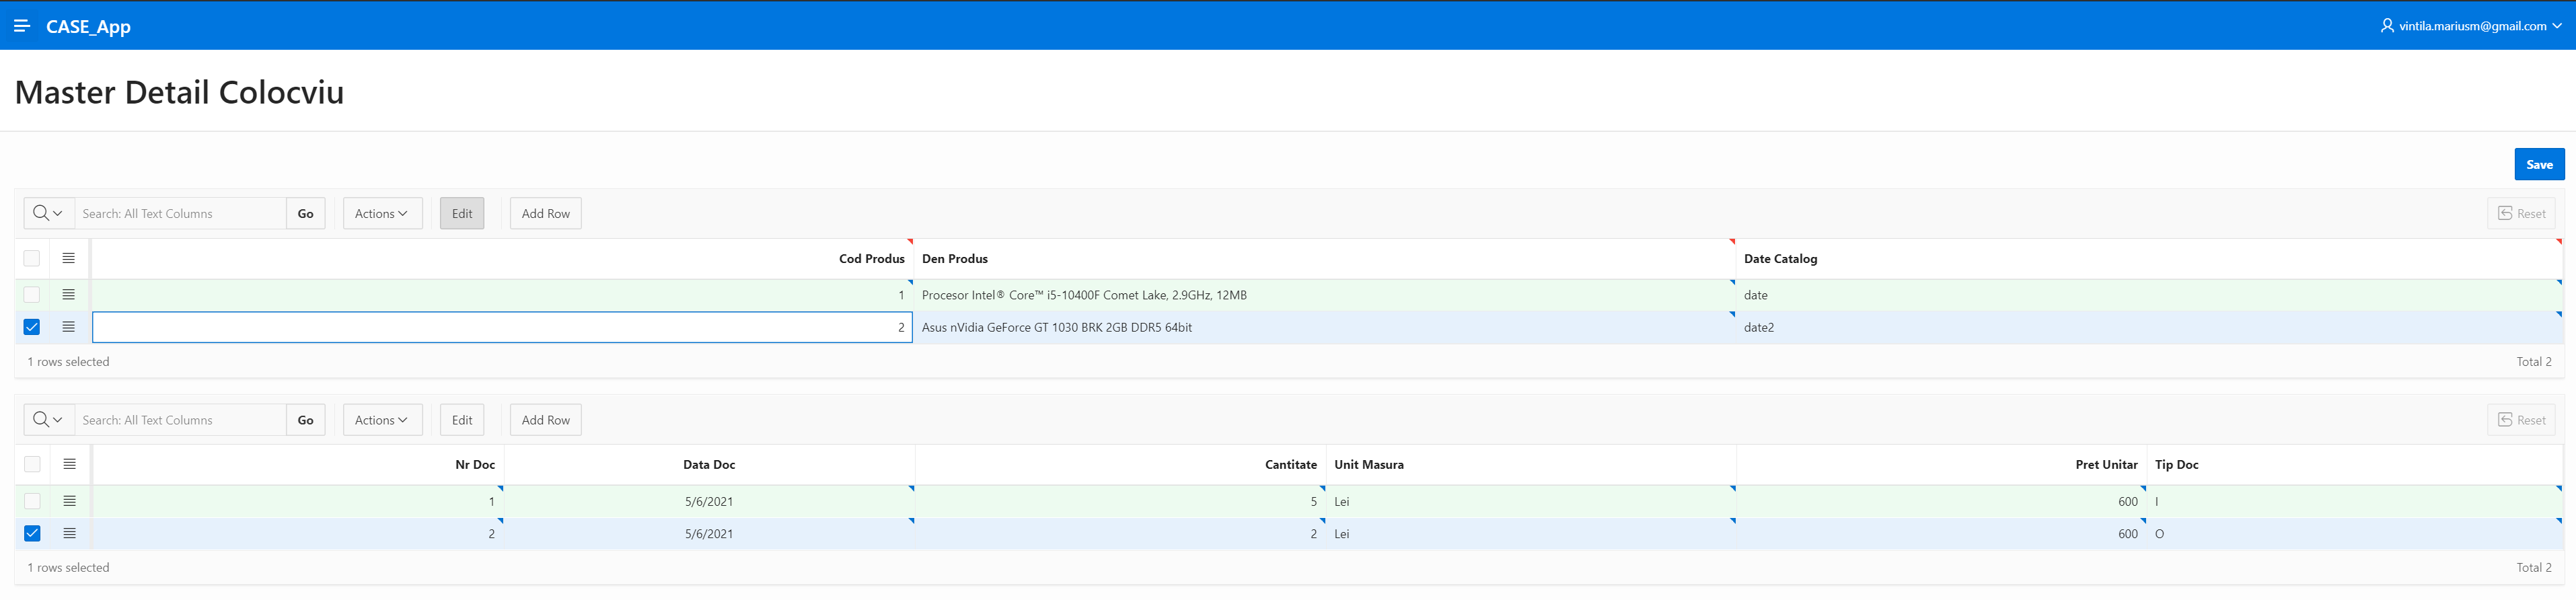 CASE_App vintila.mariusm@gmail.com
Master Detail Colocviu
Save
Search: All Text Columns Go Actions Edit Add Row Reset
Cod Produs Den Produs Date Catalog
1 Procesor Intel® Core™ i5-10400F Comet Lake, 2.9GHz, 12MB date
2 Asus nVidia GeForce GT 1030 BRK 2GB DDR5 64bit date2
1 rows selected Total 2
Search: All Text Columns Go Actions Edit Add Row Reset
Nr Doc Data Doc Cantitate Unit Masura Pret Unitar Tip Doc
1 5/6/2021 5 Lei 600 I
2 5/6/2021 2 Lei 600 O
1 rows selected Total 2